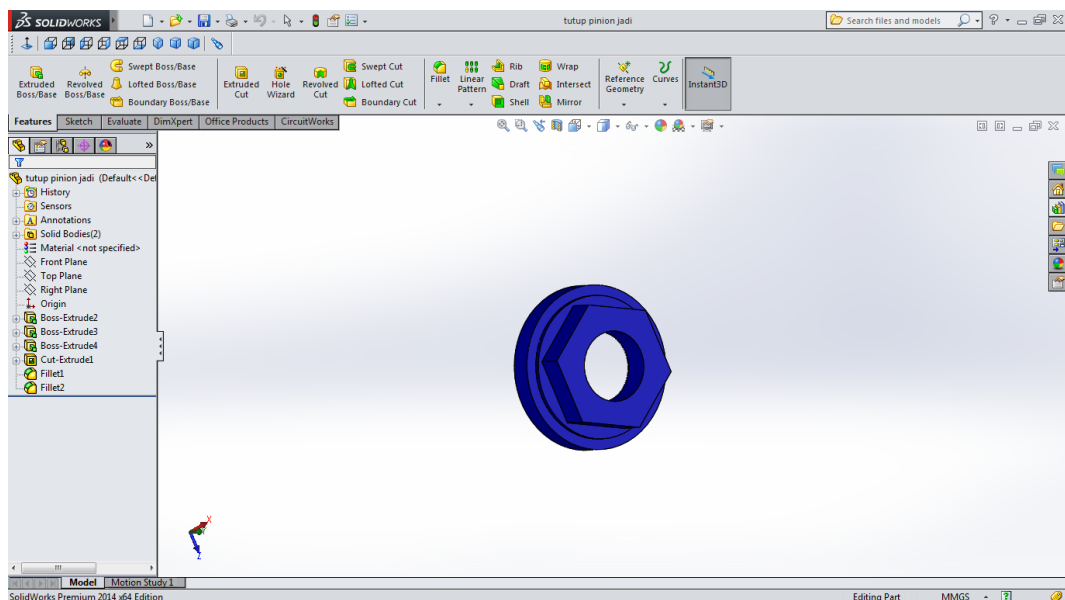 SOLIDWORKS
tutup pinion jadi
Search files and models
Extruded Boss/Base
Revolved Boss/Base
Swept Boss/Base
Lofted Boss/Base
Boundary Boss/Base
Extruded Cut
Hole Wizard
Revolved Cut
Swept Cut
Lofted Cut
Boundary Cut
Fillet
Linear Pattern
Rib
Draft
Shell
Wrap
Intersect
Mirror
Reference Geometry
Curves
Instant3D
Features Sketch Evaluate DimXpert Office Products CircuitWorks
tutup pinion jadi (Default<<Def
History
Sensors
A Annotations
Solid Bodies(2)
Material <not specified>
Front Plane
Top Plane
Right Plane
Origin
Boss-Extrude2
Boss-Extrude3
Boss-Extrude4
Cut-Extrude1
Fillet1
Fillet2
X
Z
Model Motion Study 1
SolidWorks Premium 2014 x64 Edition
Editing Part
MMGS